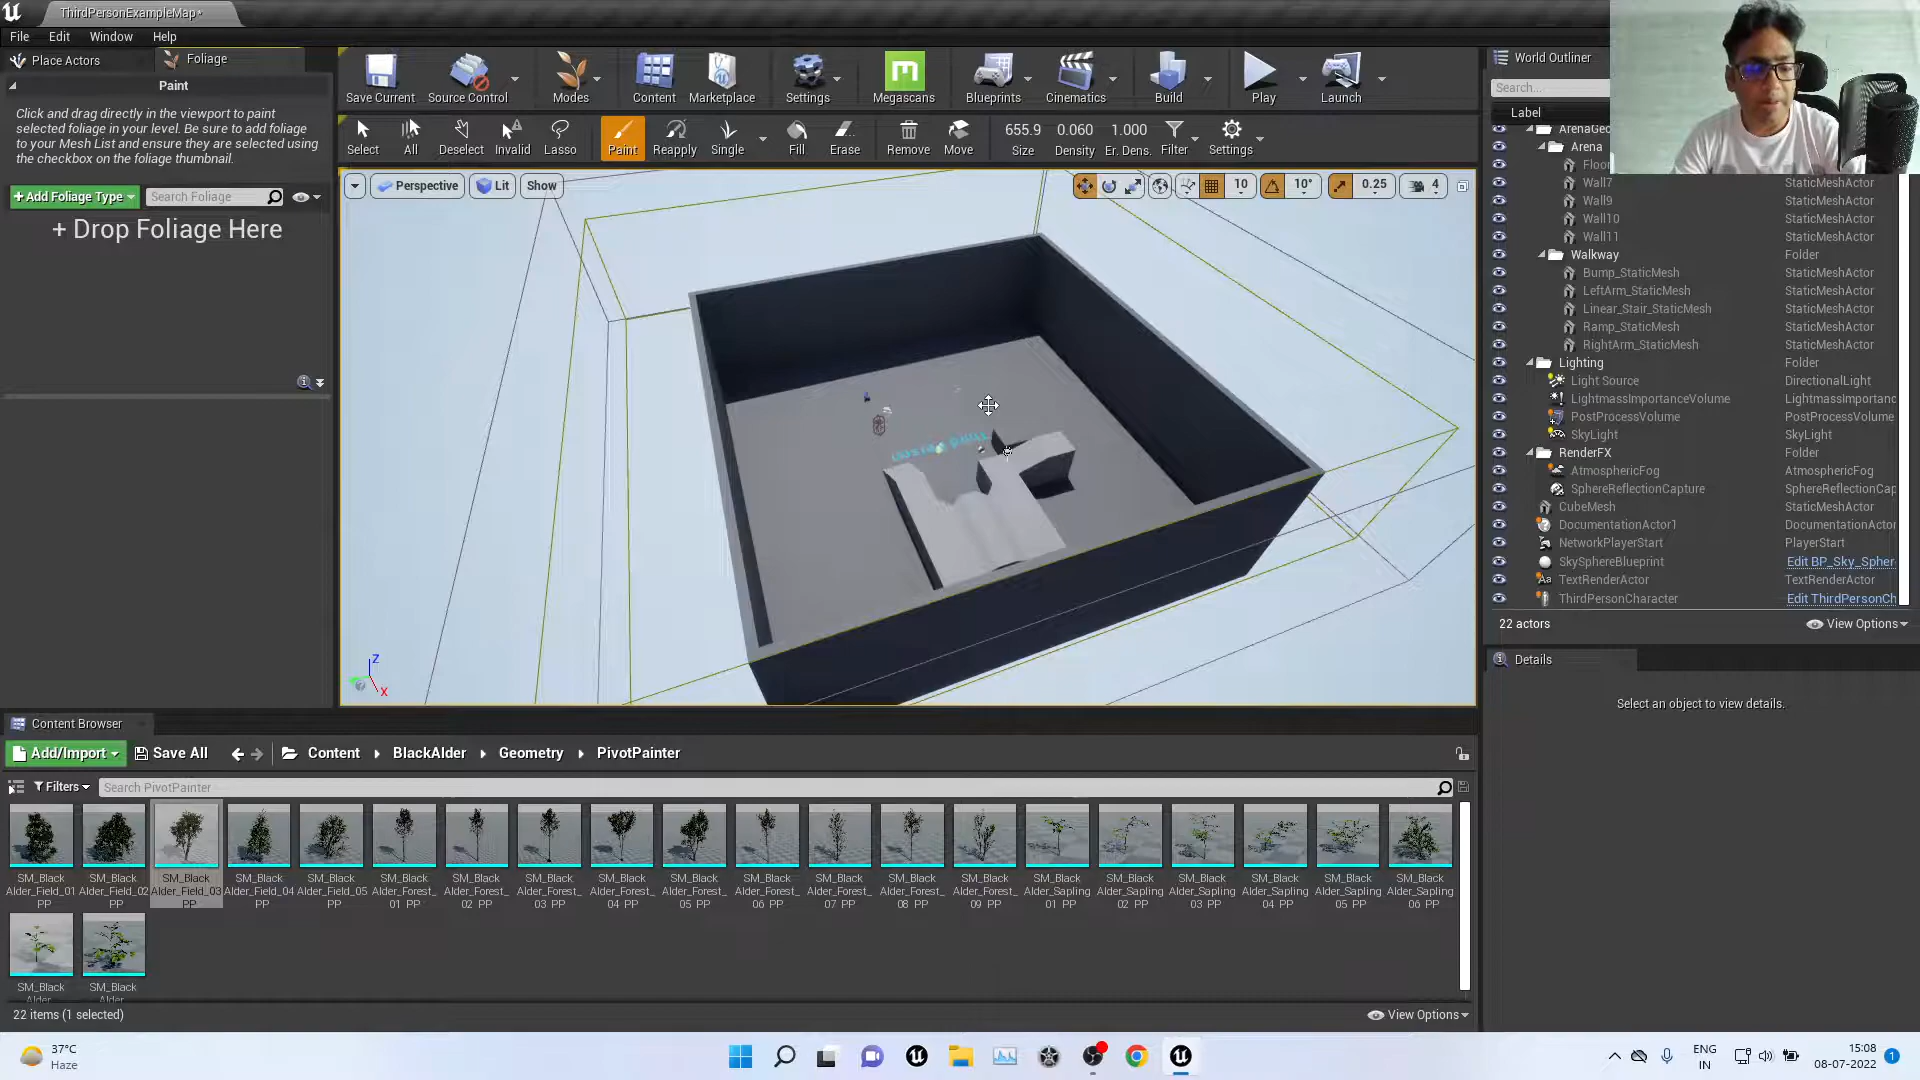 ThirdPersonExampleMap*
File Edit Window Help
Place Actors
Foliage
Paint
Click and drag directly in the viewport to paint
selected foliage in your level. Be sure to add foliage
to your Mesh List and ensure they are selected using
the checkbox on the foliage thumbnail.
+Add Foliage Type
Search Foliage
+ Drop Foliage Here
Save Current
Source Control
Modes
Content
Marketplace
Settings
Megascans
Blueprints
Cinematics
Build
Play
Launch
Select
All
Deselect
Invalid
Lasso
Paint
Reapply
Single
Fill
Erase
Remove
Move
655.9
Size
0.060
Density
1.000
Er. Dens.
Filter
Settings
Perspective
Lit
Show
10
10°
0.25
4
Z
X
World Outliner
Search...
Label
Arena
Wall7 StaticMeshActor
Wall9 StaticMeshActor
Wall10 StaticMeshActor
Wall11 StaticMeshActor
Walkway Folder
Bump_StaticMesh StaticMeshActor
LeftArm_StaticMesh StaticMeshActor
Linear_Stair_StaticMesh StaticMeshActor
Ramp_StaticMesh StaticMeshActor
RightArm_StaticMesh StaticMeshActor
Lighting Folder
Light Source DirectionalLight
LightmassImportanceVolume LightmassImportanc
PostProcessVolume PostProcessVolume
SkyLight SkyLight
RenderFX Folder
AtmosphericFog AtmosphericFog
SphereReflectionCapture SphereReflectionCap
CubeMesh StaticMeshActor
DocumentationActor1 DocumentationActor
NetworkPlayerStart PlayerStart
SkySphereBlueprint Edit BP_Sky_Spher
TextRenderActor TextRenderActor
ThirdPersonCharacter Edit ThirdPersonCh
22 actors
View Options
Details
Select an object to view details.
Content Browser
Add/Import
Save All
Content
BlackAlder
Geometry
PivotPainter
Filters
Search PivotPainter
SM_Black Alder_Field_01 PP
SM_Black Alder_Field_02 PP
SM_Black Alder_Field_03 PP
SM_Black Alder_Field_04 PP
SM_Black Alder_Field_05 PP
SM_Black Alder_Forest_ 01 PP
SM_Black Alder_Forest_ 02 PP
SM_Black Alder_Forest_ 03 PP
SM_Black Alder_Forest_ 04 PP
SM_Black Alder_Forest_ 05 PP
SM_Black Alder_Forest_ 06 PP
SM_Black Alder_Forest_ 07 PP
SM_Black Alder_Forest_ 08 PP
SM_Black Alder_Forest_ 09 PP
SM_Black Alder_Sapling 01 PP
SM_Black Alder_Sapling 02 PP
SM_Black Alder_Sapling 03 PP
SM_Black Alder_Sapling 04 PP
SM_Black Alder_Sapling 05 PP
SM_Black Alder_Sapling 06 PP
SM_Black Alder
SM_Black Alder
22 items (1 selected)
View Options
37°C
Haze
ENG
IN
15:08
08-07-2022
1